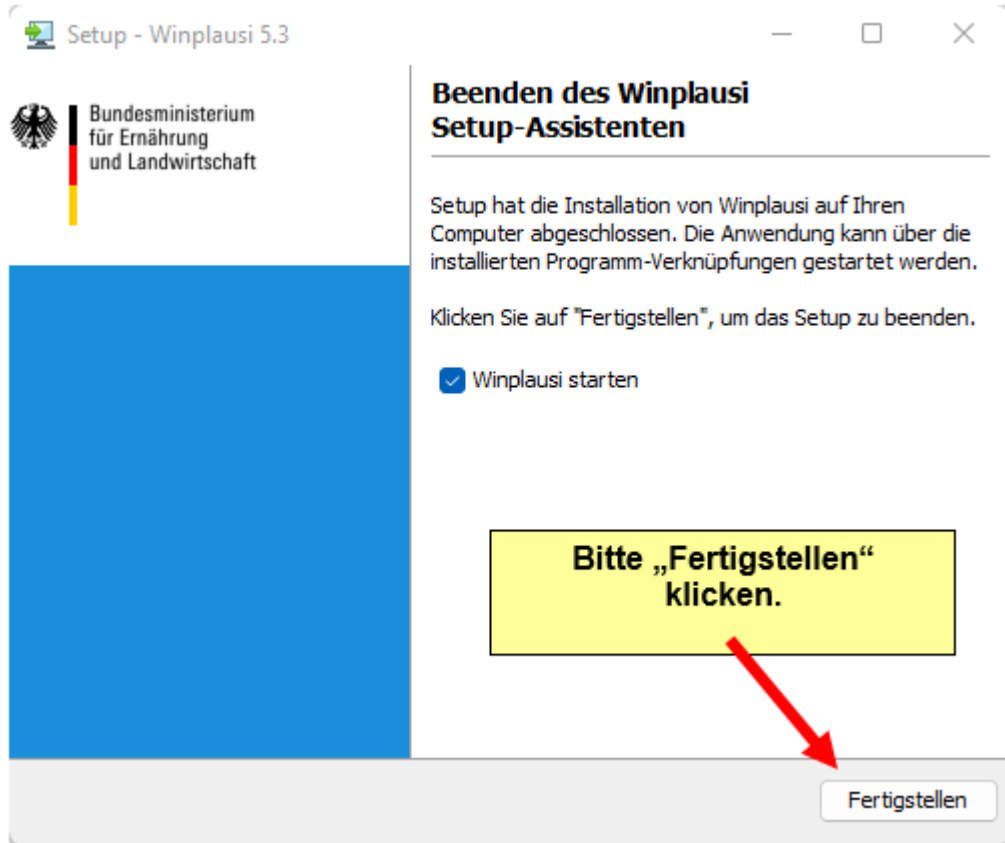 Setup - Winplausi 5.3
Bundesministerium
für Ernährung
und Landwirtschaft
Beenden des Winplausi
Setup-Assistenten
Setup hat die Installation von Winplausi auf Ihren
Computer abgeschlossen. Die Anwendung kann über die
installierten Programm-Verknüpfungen gestartet werden.
Klicken Sie auf "Fertigstellen", um das Setup zu beenden.
Winplausi starten
Bitte „Fertigstellen“
klicken.
Fertigstellen